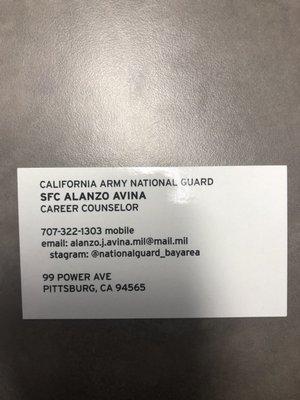 CALIFORNIA ARMY NATIONAL GUARD
SFC ALANZO AVINA
CAREER COUNSELOR
707-322-1303 mobile
email: alanzo.j.avina.mil@mail.mil
stagram: @nationalguard_bayarea
99 POWER AVE
PITTSBURG, CA 94565